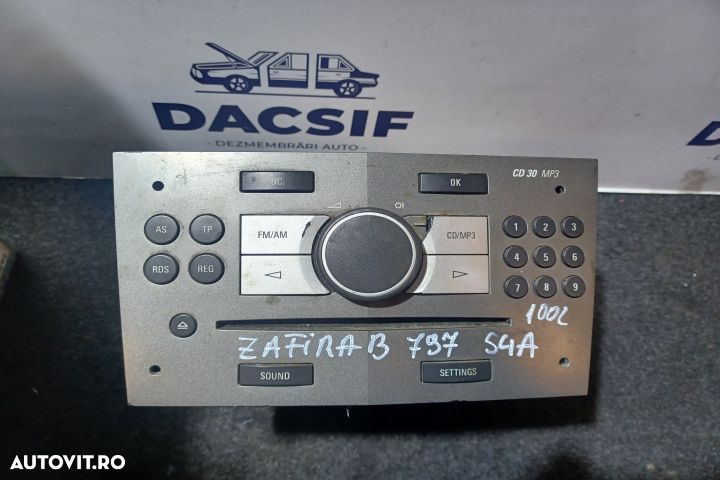 DACSIF
- DEZMEMBRĂRI AUTO -
BC
OK
CD 30 MP3
AS
TP
FM/AM
CD/MP3
1
2
3
4
5
6
RDS
REG
7
8
9
100L
ZAFIRA B 797 S4A
SOUND
SETTINGS
AUTOVIT.RO